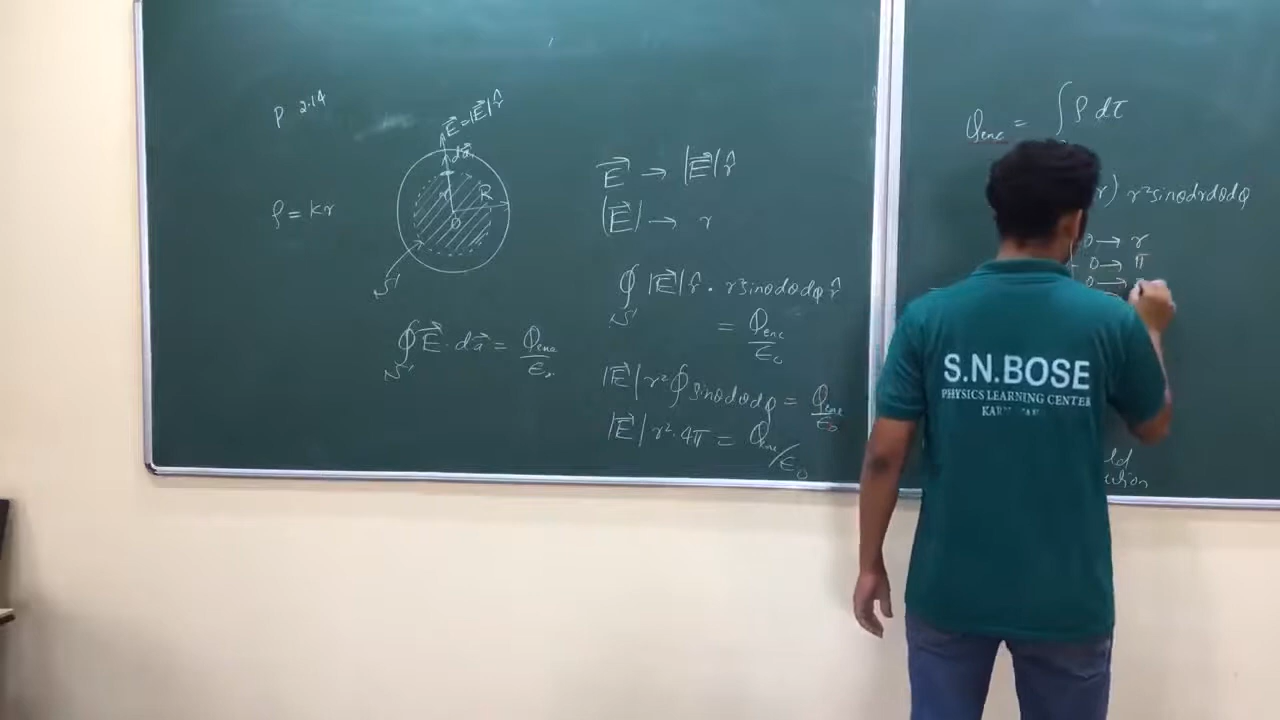 P 2.14
E⃗ = |E⃗| r̂
da⃗
r
R
O
ρ = kr
S'
∮ E⃗ · da⃗ = Q_enc / ε₀
S'
E⃗ → |E⃗| r̂
|E⃗| → r
∮ |E⃗| r̂ · r² sinθ dθ dφ r̂
S'
= Q_enc / ε₀
|E⃗| r² ∮ sinθ dθ dφ = Q_enc / ε₀
|E⃗| r² · 4π = Q_enc / ε₀
Q_enc = ∫ ρ dτ
r) r² sinθ dr dθ dφ
0 → r
0 → π
0 →
S.N.BOSE
PHYSICS LEARNING CENTER